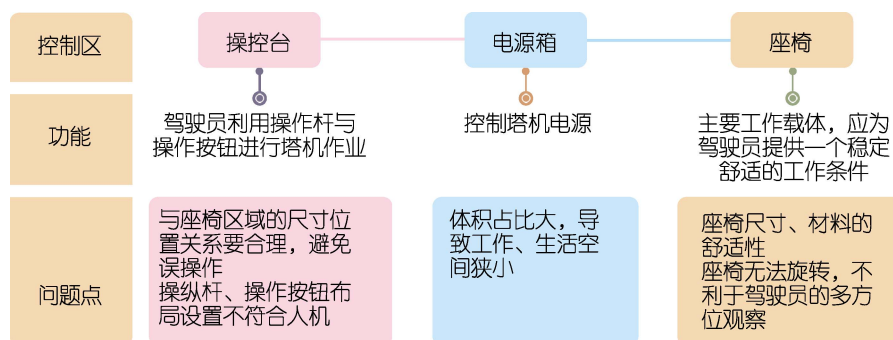 控制区
操控台
电源箱
座椅
功能
驾驶员利用操作杆与
操作按钮进行塔机作业
控制塔机电源
主要工作载体，应为
驾驶员提供一个稳定
舒适的工作条件
问题点
与座椅区域的尺寸位
置关系要合理，避免
误操作
操纵杆、操作按钮布
局设置不符合人机
体积占比大，导
致工作、生活空
间狭小
座椅尺寸、材料的
舒适性
座椅无法旋转，不
利于驾驶员的多方
位观察